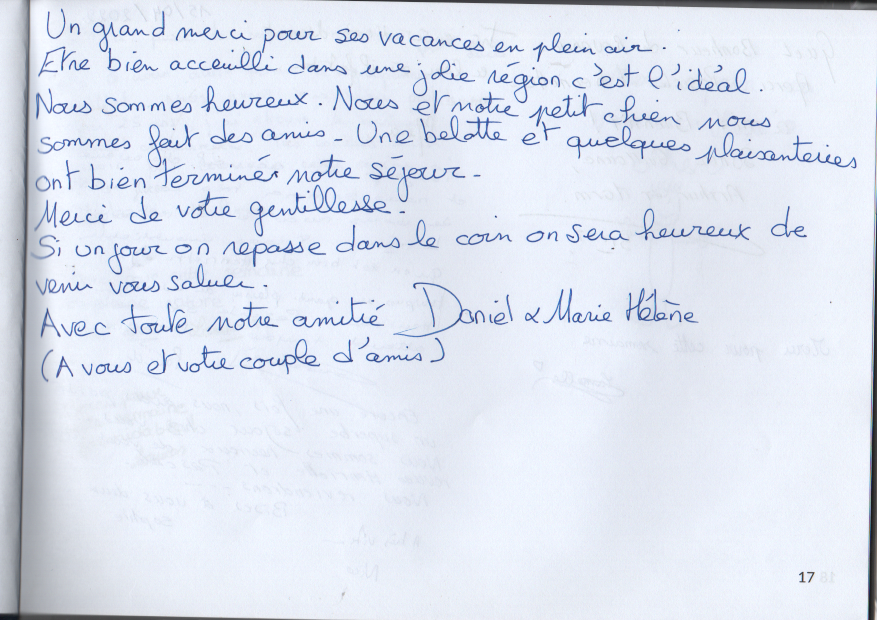 Un grand merci pour ses vacances en plein air.
Etre bien acceuilli dans une jolie région c'est l'idéal.
Nous sommes heureux. Nous et notre petit chien nous
sommes fait des amis. Une belotte et quelques plaisanteries
ont bien terminés notre séjour.
Merci de votre gentillesse.
Si un jour on repasse dans le coin on sera heureux de
venir vous saluer.
Avec toute notre amitié Daniel & Marie Hélène
(A vous et votre couple d'amis)
17